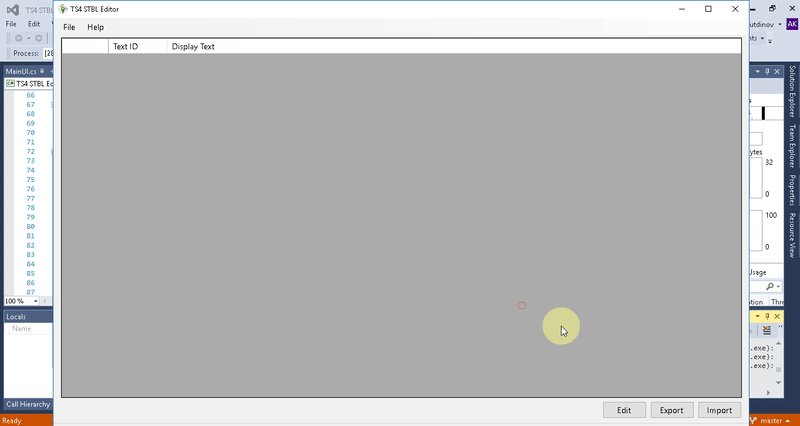 TS4 ST
TS4 STBL Editor
File Edit
File Help
utdinov
AK
Process: [28
Text ID Display Text
MainUI.cs
TS4 STBL Ed
66
67
68
69
70
71
72
73
74
75
76
77
78
79
80
81
82
83
84
85
86
87
100 %
Locals
Name
Call Hierarchy
Ready
Edit Export Import
ytes
32
0
100
0
Usage
.exe):
.exe):
.exe):
master
Solution Explorer
Team Explorer
Properties
Resource View